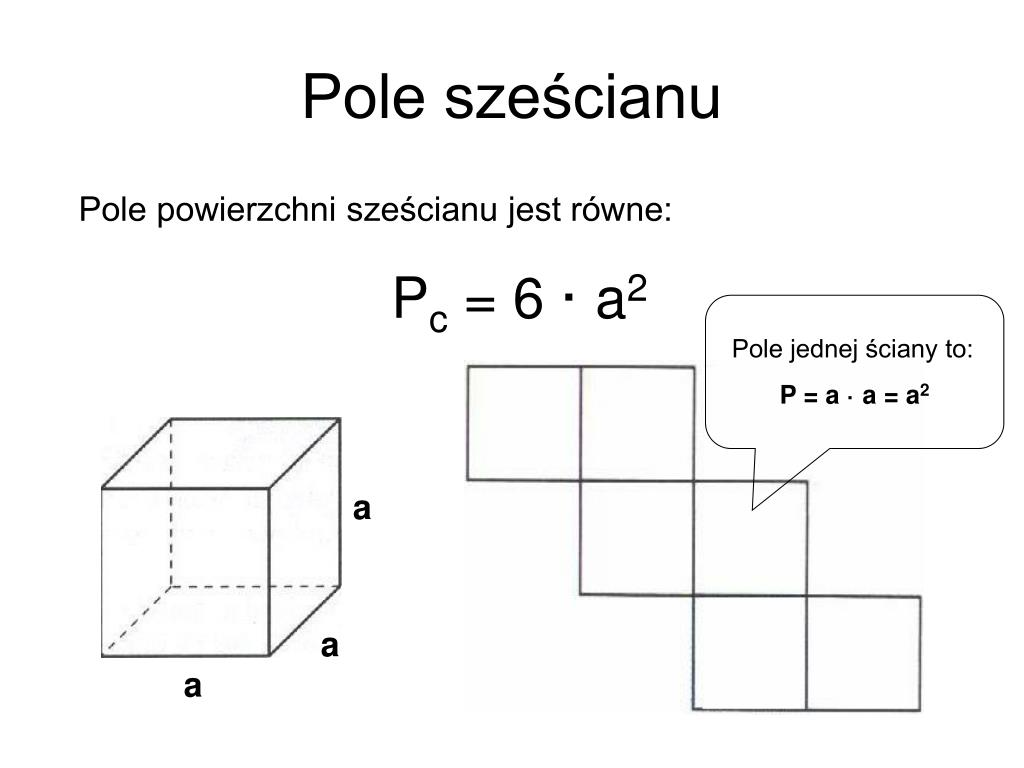 Pole sześcianu
Pole powierzchni sześcianu jest równe:
Pc = 6 · a²
Pole jednej ściany to:
P = a · a = a²
a
a
a